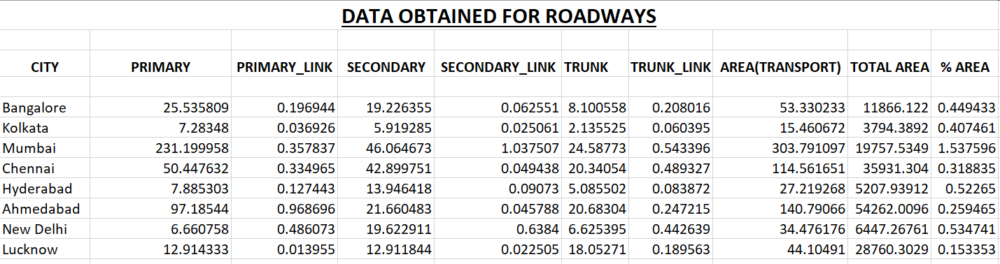 DATA OBTAINED FOR ROADWAYS
CITY PRIMARY PRIMARY_LINK SECONDARY SECONDARY_LINK TRUNK TRUNK_LINK AREA(TRANSPORT) TOTAL AREA % AREA
Bangalore 25.535809 0.196944 19.226355 0.062551 8.100558 0.208016 53.330233 11866.122 0.449433
Kolkata 7.28348 0.036926 5.919285 0.025061 2.135525 0.060395 15.460672 3794.3892 0.407461
Mumbai 231.199958 0.357837 46.064673 1.037507 24.58773 0.543396 303.791097 19757.5349 1.537596
Chennai 50.447632 0.334965 42.899751 0.049438 20.34054 0.489327 114.561651 35931.304 0.318835
Hyderabad 7.885303 0.127443 13.946418 0.09073 5.085502 0.083872 27.219268 5207.93912 0.52265
Ahmedabad 97.18544 0.968696 21.660483 0.045788 20.68304 0.247215 140.79066 54262.0096 0.259465
New Delhi 6.660758 0.486073 19.622911 0.6384 6.625395 0.442639 34.476176 6447.26761 0.534741
Lucknow 12.914333 0.013955 12.911844 0.022505 18.05271 0.189563 44.10491 28760.3029 0.153353